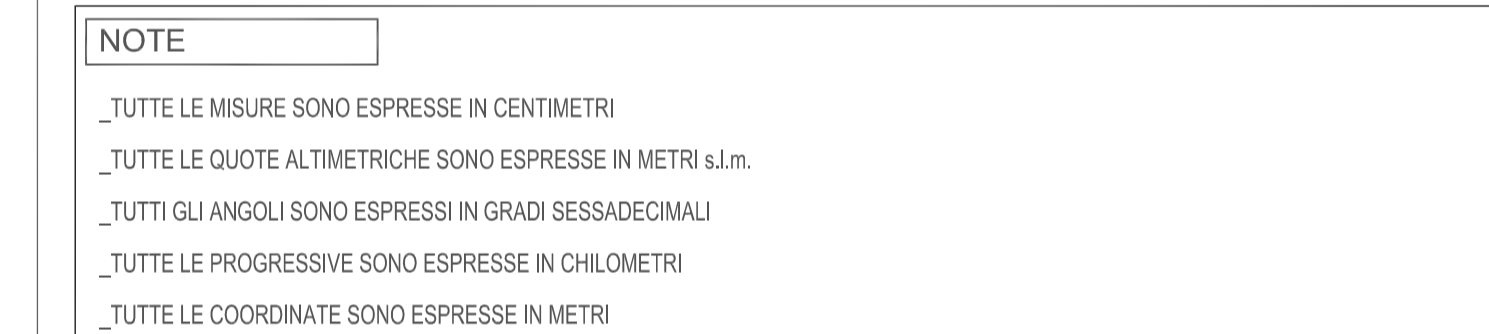 NOTE
_TUTTE LE MISURE SONO ESPRESSE IN CENTIMETRI
_TUTTE LE QUOTE ALTIMETRICHE SONO ESPRESSE IN METRI s.l.m.
_TUTTI GLI ANGOLI SONO ESPRESSI IN GRADI SESSADECIMALI
_TUTTE LE PROGRESSIVE SONO ESPRESSE IN CHILOMETRI
_TUTTE LE COORDINATE SONO ESPRESSE IN METRI